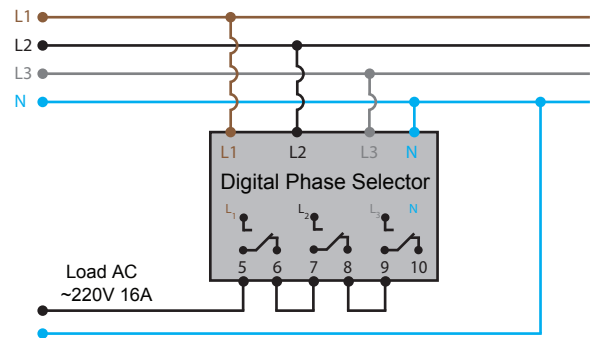 L1
L2
L3
N
L1 L2 L3 N
Digital Phase Selector
L1 L2 L3 N
5 6 7 8 9 10
Load AC
~220V 16A